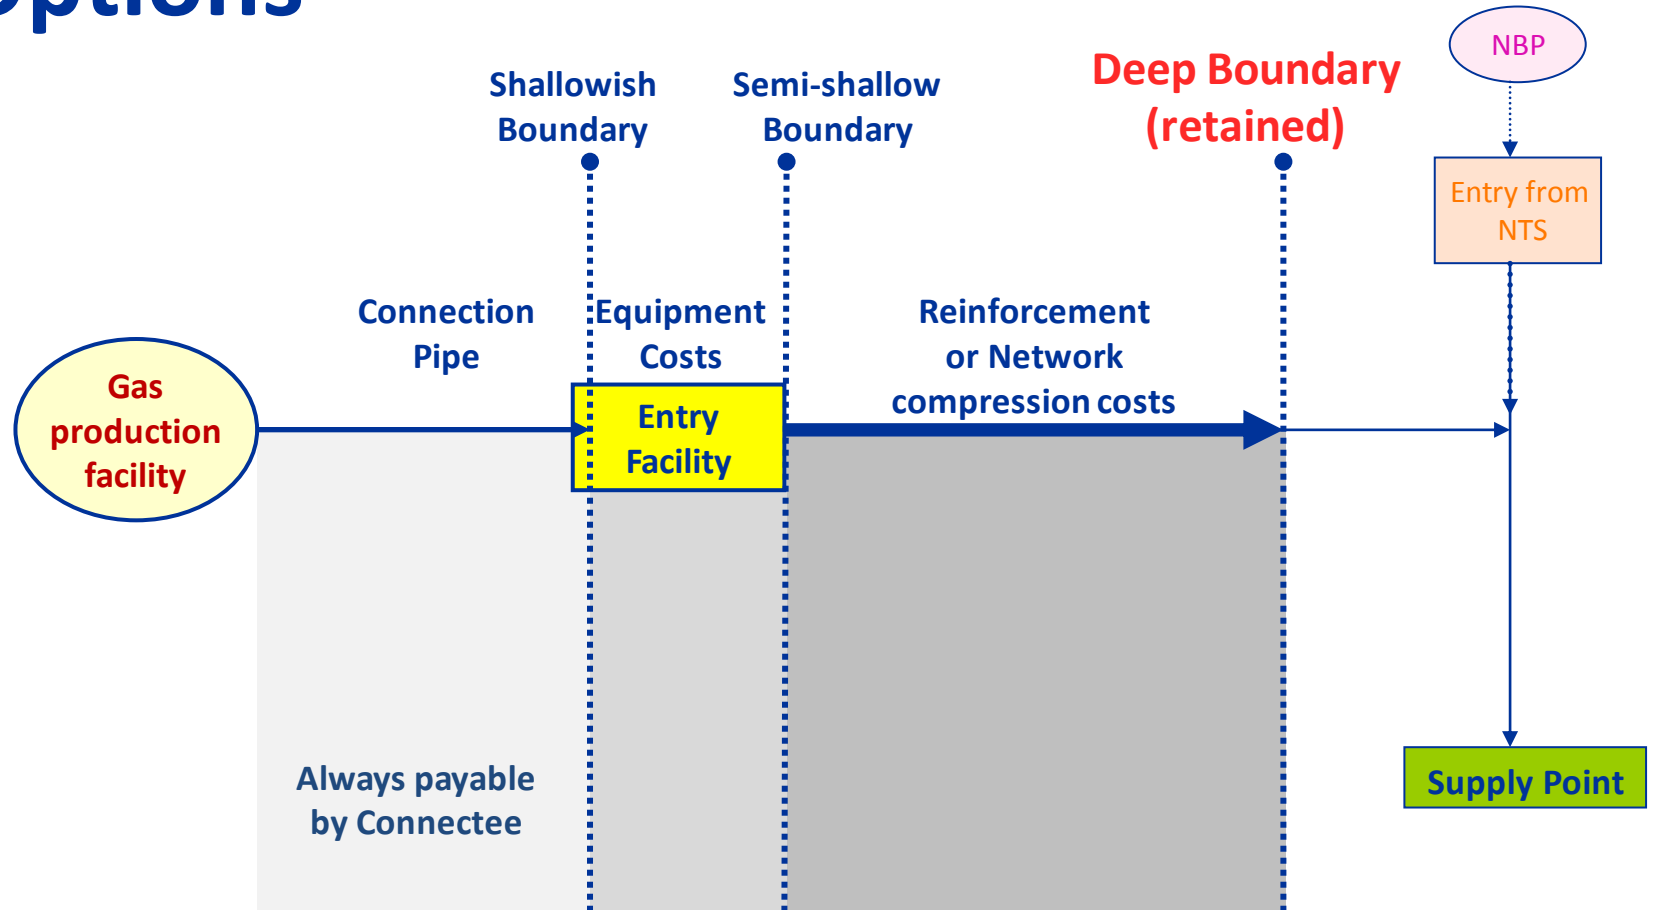 Options
NBP
Deep Boundary
(retained)
Shallowish
Boundary
Semi-shallow
Boundary
Entry from
NTS
Connection
Pipe
Equipment
Costs
Reinforcement
or Network
compression costs
Gas
production
facility
Entry
Facility
Always payable
by Connectee
Supply Point